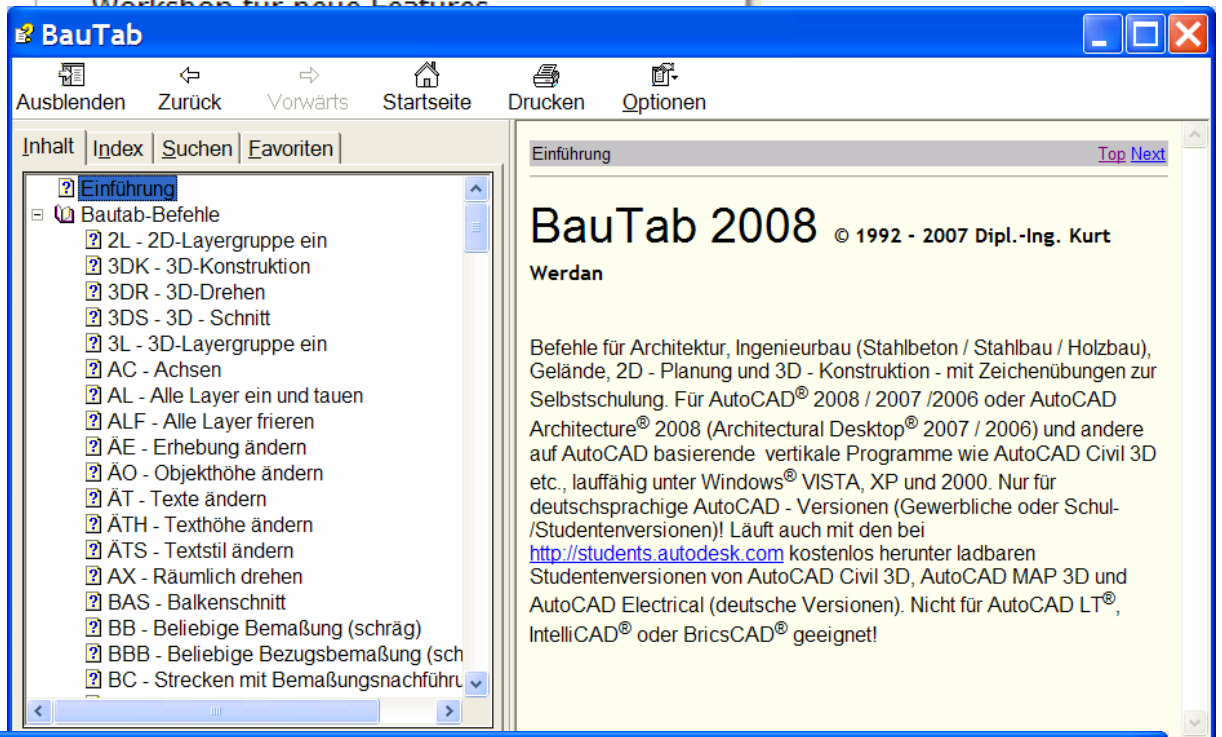 Workshop für neue Features
BauTab
Ausblenden Zurück Vorwärts Startseite Drucken Optionen
Inhalt Index Suchen Favoriten
Einführung
Bautab-Befehle
2L - 2D-Layergruppe ein
3DK - 3D-Konstruktion
3DR - 3D-Drehen
3DS - 3D - Schnitt
3L - 3D-Layergruppe ein
AC - Achsen
AL - Alle Layer ein und tauen
ALF - Alle Layer frieren
ÄE - Erhebung ändern
ÄO - Objekthöhe ändern
ÄT - Texte ändern
ÄTH - Texthöhe ändern
ÄTS - Textstil ändern
AX - Räumlich drehen
BAS - Balkenschnitt
BB - Beliebige Bemaßung (schräg)
BBB - Beliebige Bezugsbemaßung (sch
BC - Strecken mit Bemaßungsnachführu
Einführung Top Next
BauTab 2008 © 1992 - 2007 Dipl.-Ing. Kurt
Werdan
Befehle für Architektur, Ingenieurbau (Stahlbeton / Stahlbau / Holzbau),
Gelände, 2D - Planung und 3D - Konstruktion - mit Zeichenübungen zur
Selbstschulung. Für AutoCAD® 2008 / 2007 /2006 oder AutoCAD
Architecture® 2008 (Architectural Desktop® 2007 / 2006) und andere
auf AutoCAD basierende vertikale Programme wie AutoCAD Civil 3D
etc., lauffähig unter Windows® VISTA, XP und 2000. Nur für
deutschsprachige AutoCAD - Versionen (Gewerbliche oder Schul-
/Studentenversionen)! Läuft auch mit den bei
http://students.autodesk.com kostenlos herunter ladbaren
Studentenversionen von AutoCAD Civil 3D, AutoCAD MAP 3D und
AutoCAD Electrical (deutsche Versionen). Nicht für AutoCAD LT®,
IntelliCAD® oder BricsCAD® geeignet!